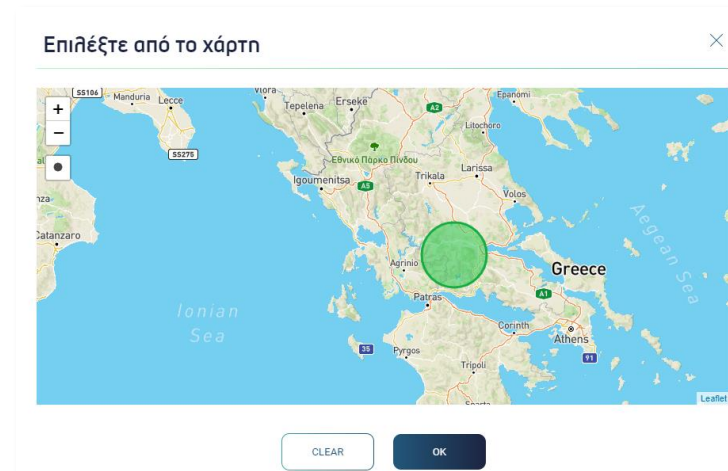 Επιλέξτε από το χάρτη
SS106
Manduria
Lecce
Vlora
Tepelena
Erseke
A2
Epanomi
Litochoro
+
−
SS275
Εθνικό Πάρκο Πίνδου
Igoumenitsa
A5
Trikala
Larissa
Volos
Catanzaro
Agrinio
Greece
Aegean Sea
Ionian
Sea
Patras
A1
Corinth
Athens
35
Pyrgos
91
Tripoli
Sparta
Leaflet
CLEAR
OK